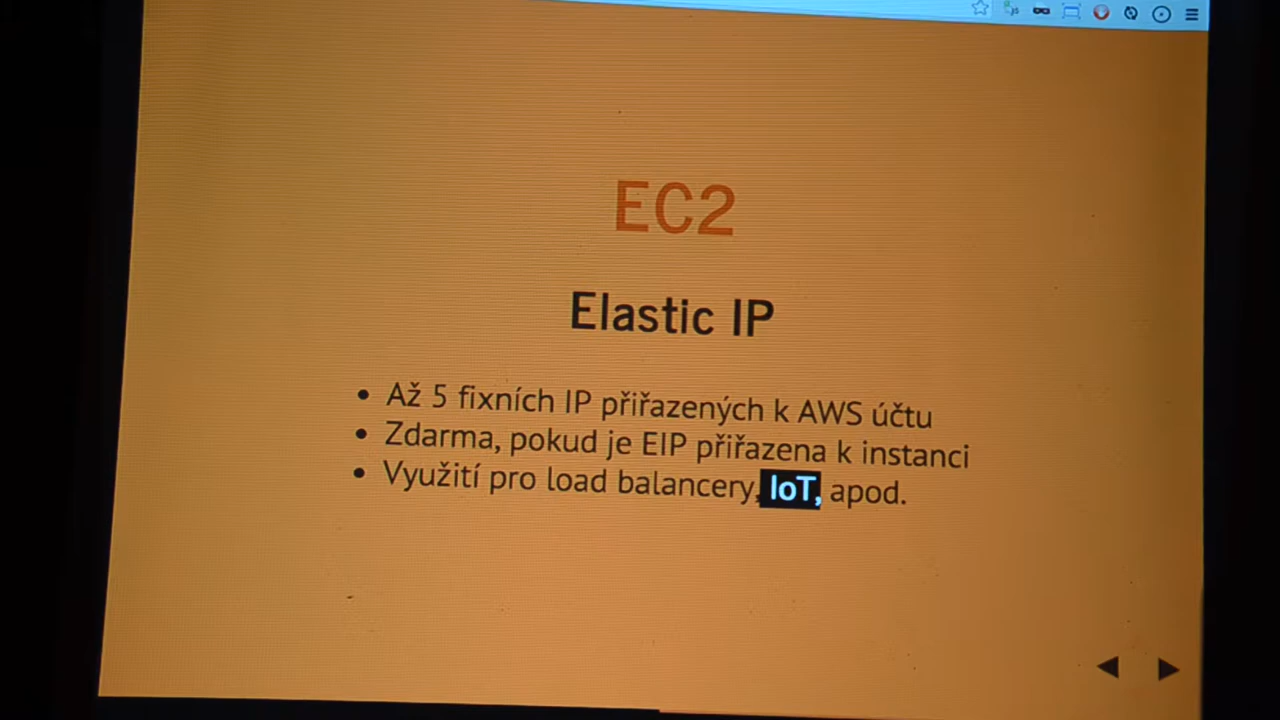 EC2
Elastic IP
• Až 5 fixních IP přiřazených k AWS účtu
• Zdarma, pokud je EIP přiřazena k instanci
• Využití pro load balancery, IoT, apod.